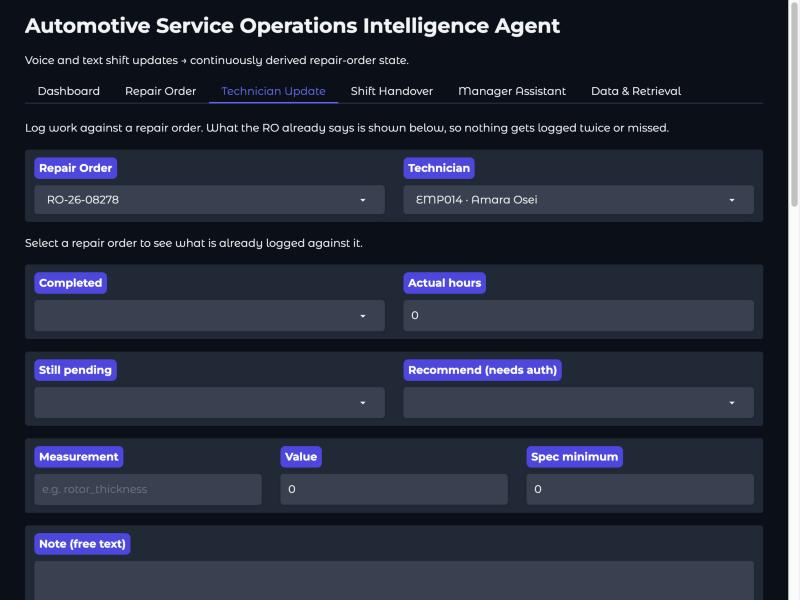 Automotive Service Operations Intelligence Agent
Voice and text shift updates → continuously derived repair-order state.
Dashboard Repair Order Technician Update Shift Handover Manager Assistant Data & Retrieval
Log work against a repair order. What the RO already says is shown below, so nothing gets logged twice or missed.
Repair Order Technician
RO-26-08278 EMP014 · Amara Osei
Select a repair order to see what is already logged against it.
Completed Actual hours
0
Still pending Recommend (needs auth)
Measurement Value Spec minimum
e.g. rotor_thickness 0 0
Note (free text)